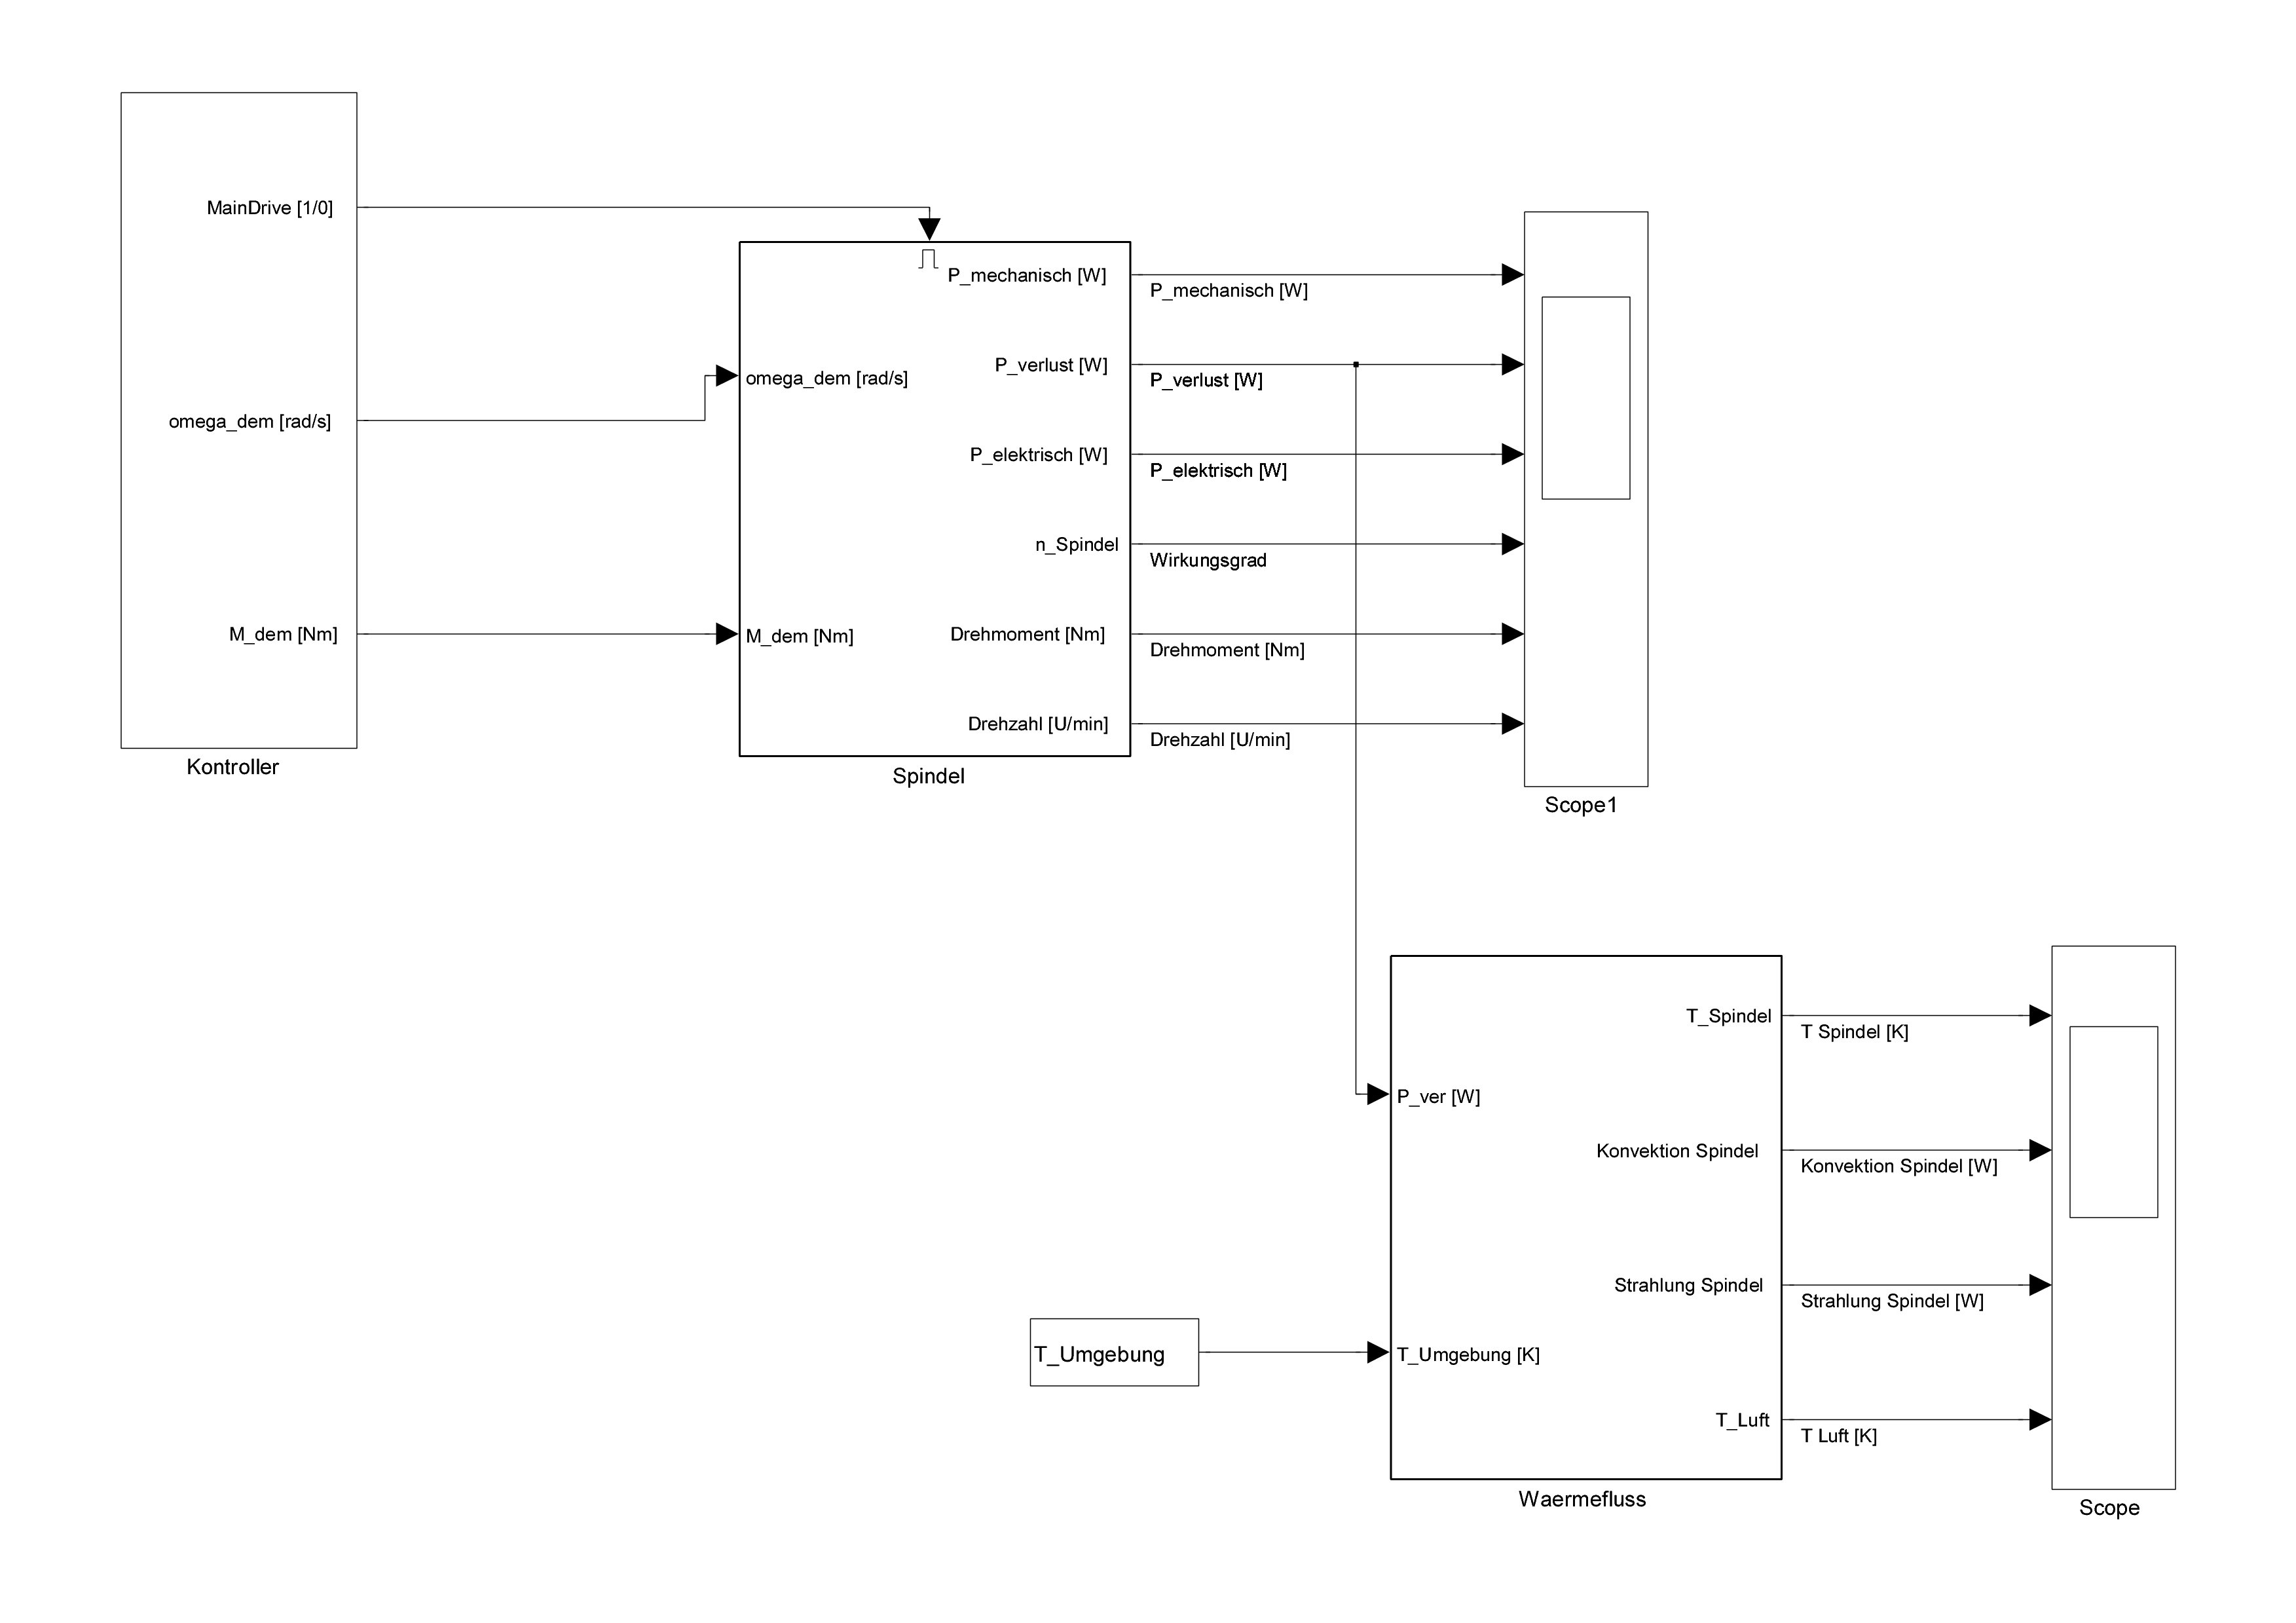 MainDrive [1/0]
omega_dem [rad/s]
M_dem [Nm]
Kontroller
omega_dem [rad/s]
M_dem [Nm]
P_mechanisch [W]
P_verlust [W]
P_elektrisch [W]
n_Spindel
Drehmoment [Nm]
Drehzahl [U/min]
Spindel
P_mechanisch [W]
P_verlust [W]
P_elektrisch [W]
Wirkungsgrad
Drehmoment [Nm]
Drehzahl [U/min]
Scope1
T_Umgebung
P_ver [W]
T_Umgebung [K]
T_Spindel
Konvektion Spindel
Strahlung Spindel
T_Luft
Waermefluss
T Spindel [K]
Konvektion Spindel [W]
Strahlung Spindel [W]
T Luft [K]
Scope